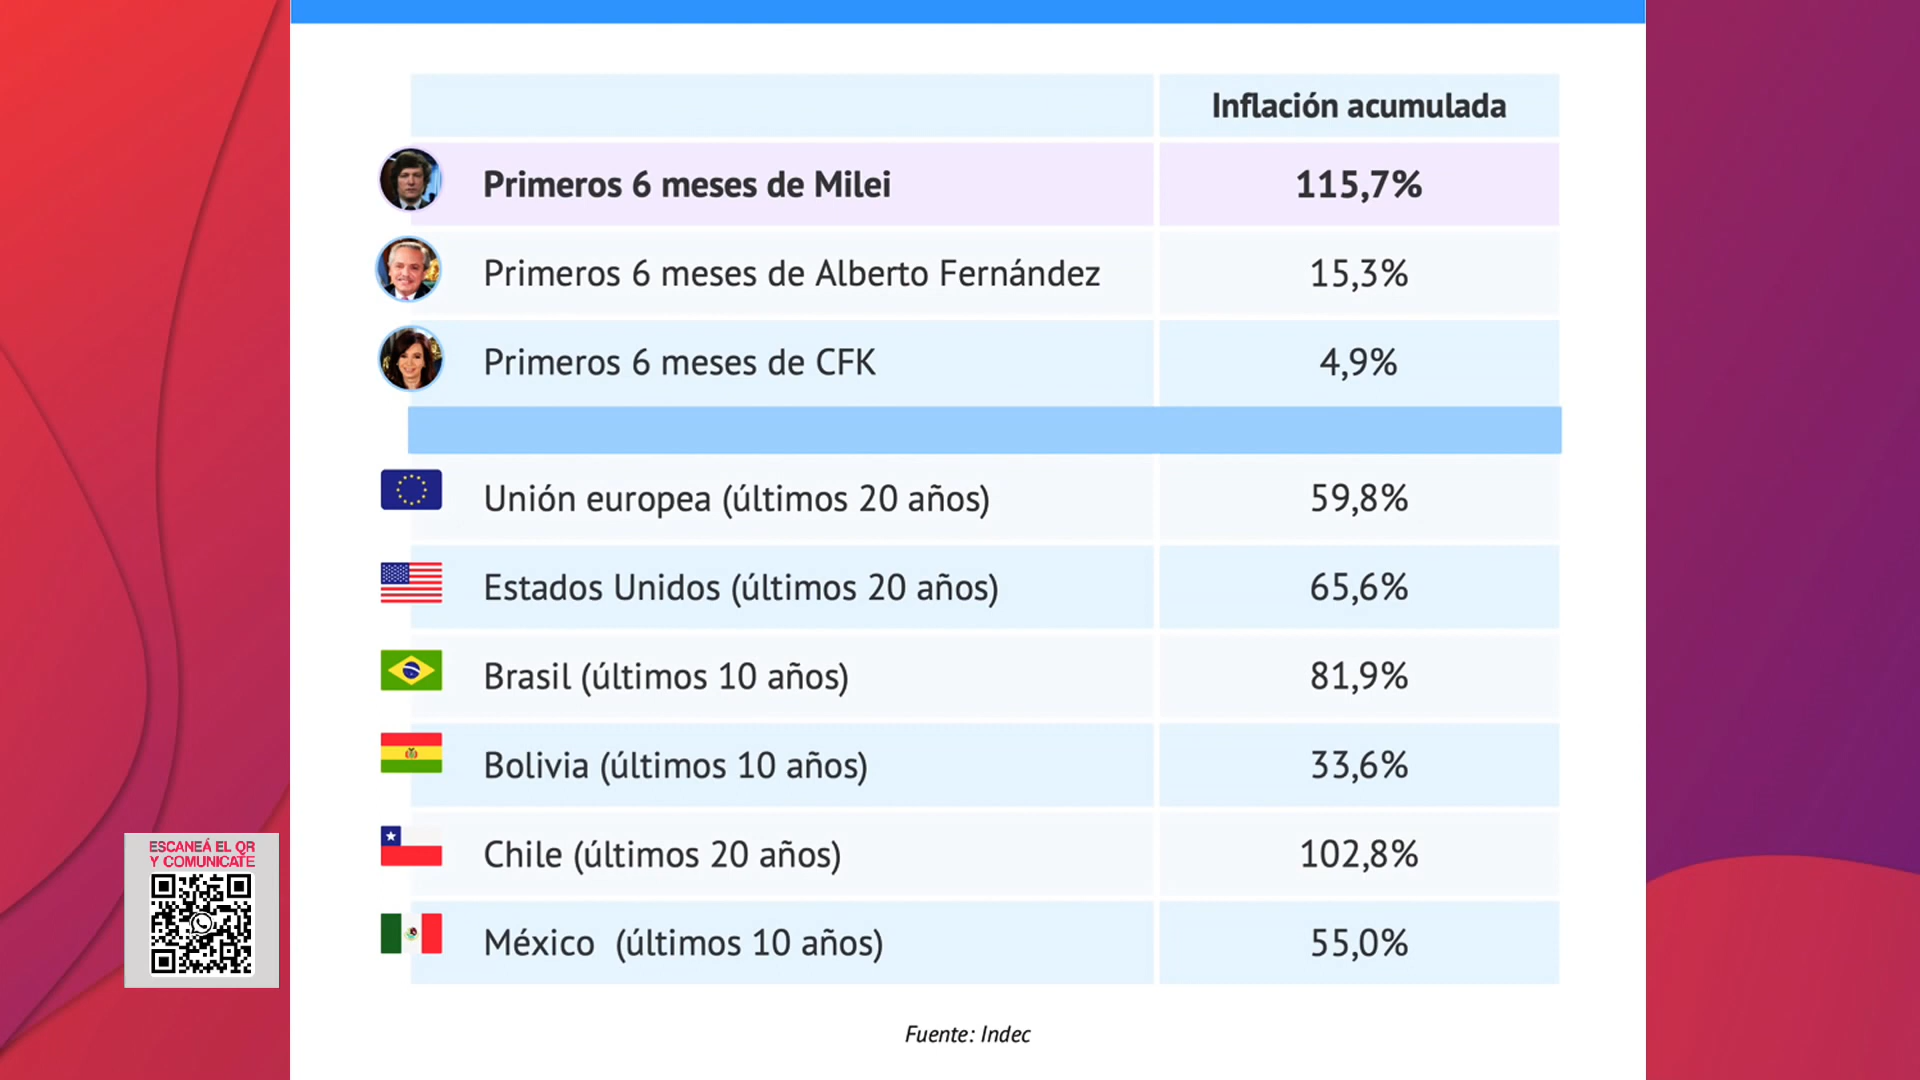 Inflación acumulada
Primeros 6 meses de Milei 115,7%
Primeros 6 meses de Alberto Fernández 15,3%
Primeros 6 meses de CFK 4,9%
Unión europea (últimos 20 años) 59,8%
Estados Unidos (últimos 20 años) 65,6%
Brasil (últimos 10 años) 81,9%
Bolivia (últimos 10 años) 33,6%
Chile (últimos 20 años) 102,8%
México (últimos 10 años) 55,0%
Fuente: Indec
ESCANEÁ EL QR
Y COMUNICATE